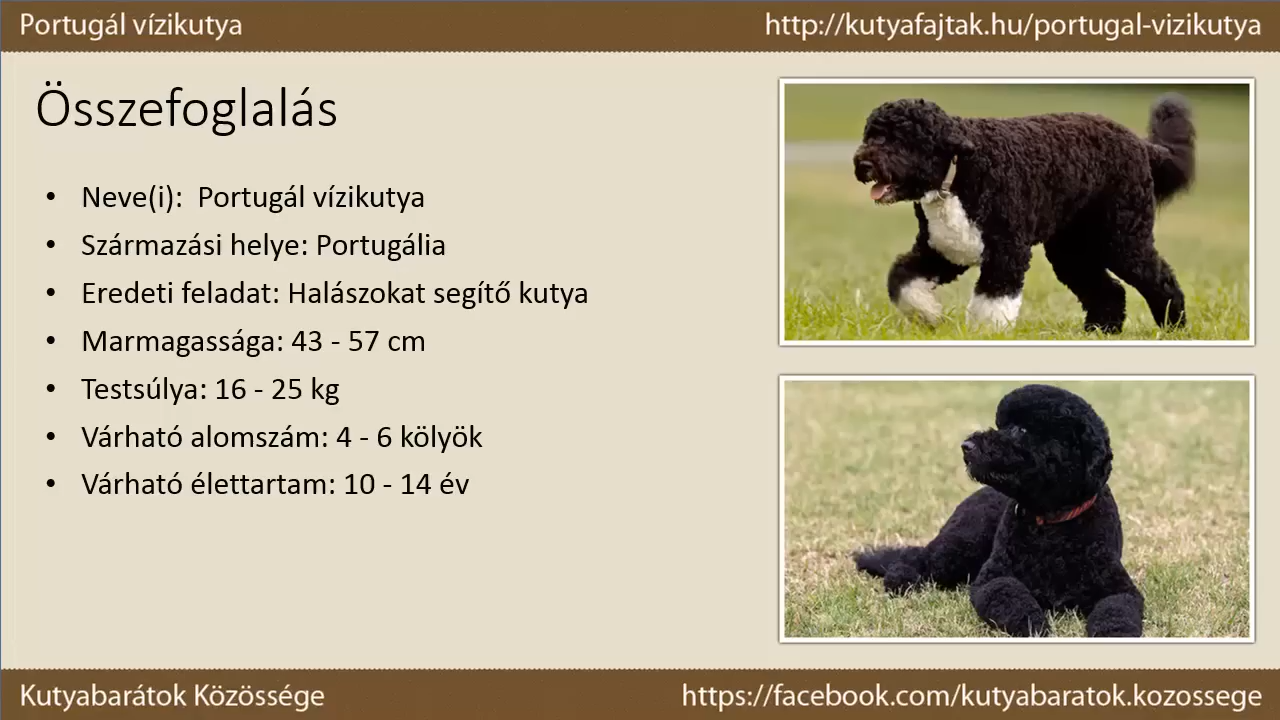 Portugál vízikutya
http://kutyafajtak.hu/portugal-vizikutya
Összefoglalás
• Neve(i):  Portugál vízikutya
• Származási helye: Portugália
• Eredeti feladat: Halászokat segítő kutya
• Marmagassága: 43 - 57 cm
• Testsúlya: 16 - 25 kg
• Várható alomszám: 4 - 6 kölyök
• Várható élettartam: 10 - 14 év
Kutyabarátok Közössége
https://facebook.com/kutyabaratok.kozossege